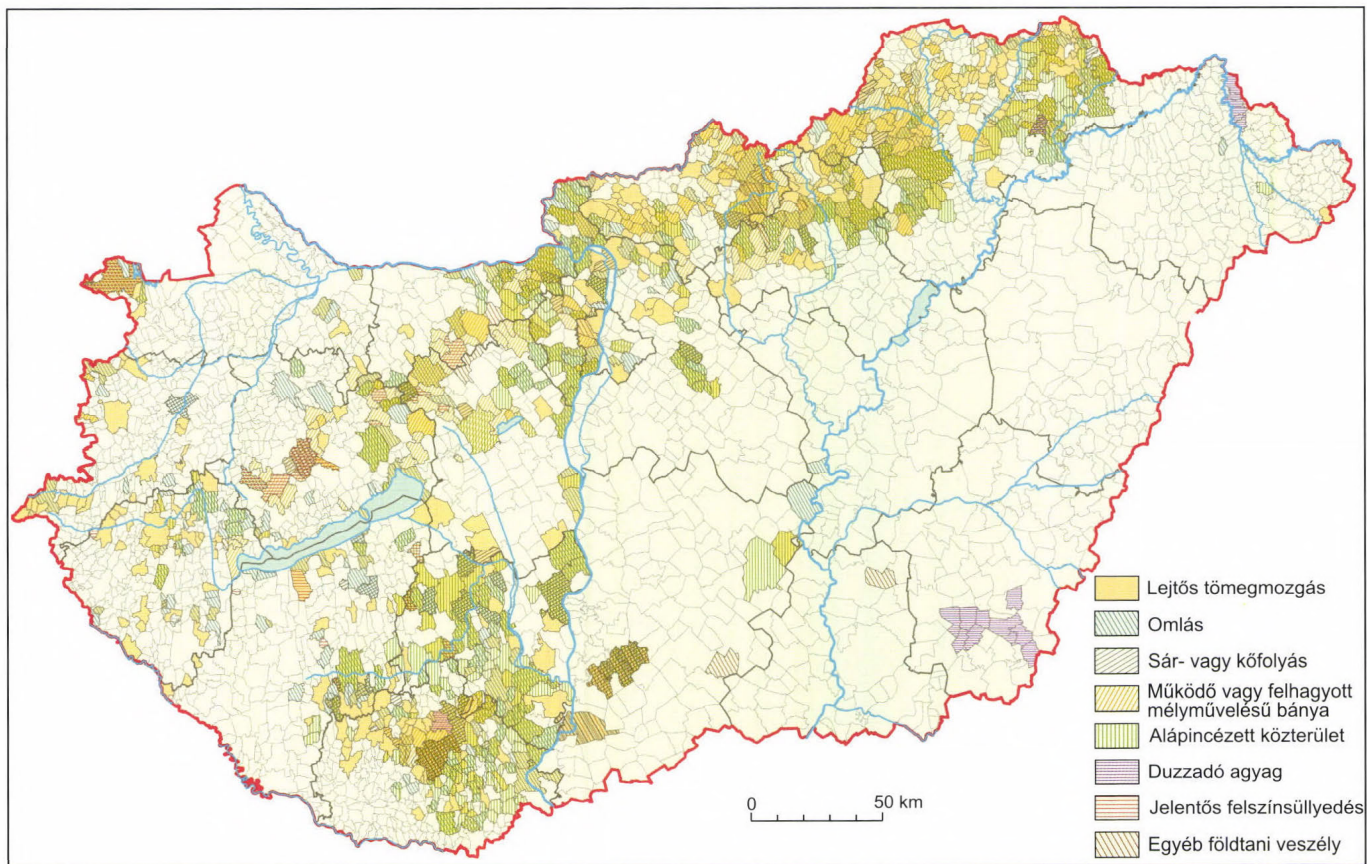 Lejtős tömegmozgás
Omlás
Sár- vagy kőfolyás
Működő vagy felhagyott
mélyművelésű bánya
Alápincézett közterület
Duzzadó agyag
Jelentős felszínsüllyedés
Egyéb földtani veszély
0 50 km